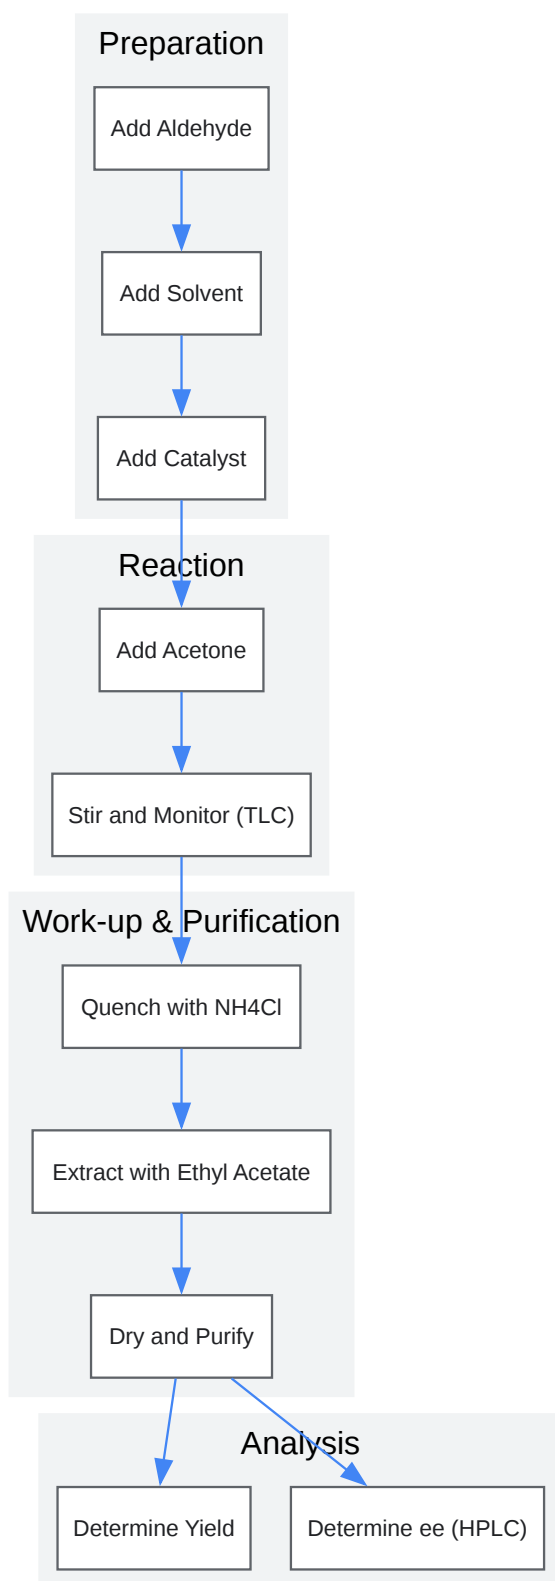 Preparation
Add Aldehyde
Add Solvent
Add Catalyst
Reaction
Add Acetone
Stir and Monitor (TLC)
Work-up & Purification
Quench with NH4Cl
Extract with Ethyl Acetate
Dry and Purify
Analysis
Determine Yield
Determine ee (HPLC)